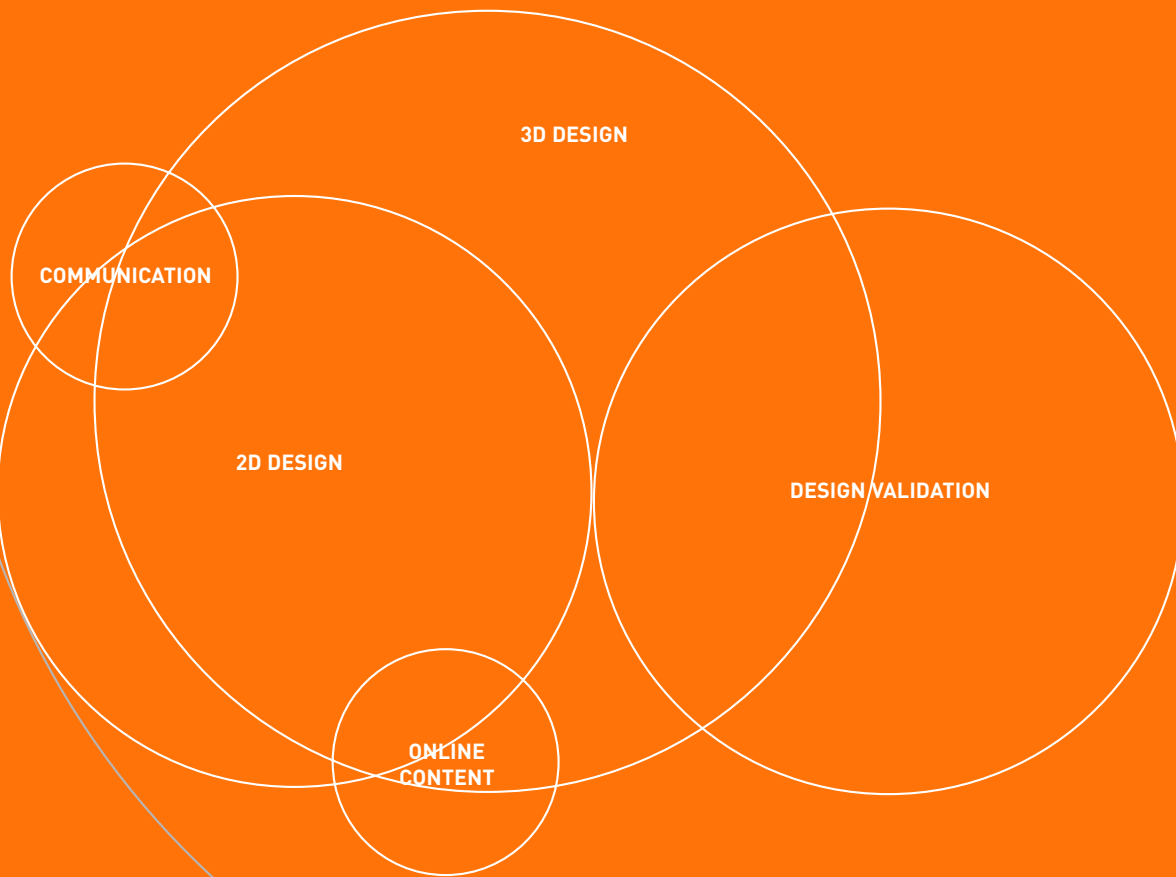 3D DESIGN
COMMUNICATION
2D DESIGN
DESIGN VALIDATION
ONLINE
CONTENT